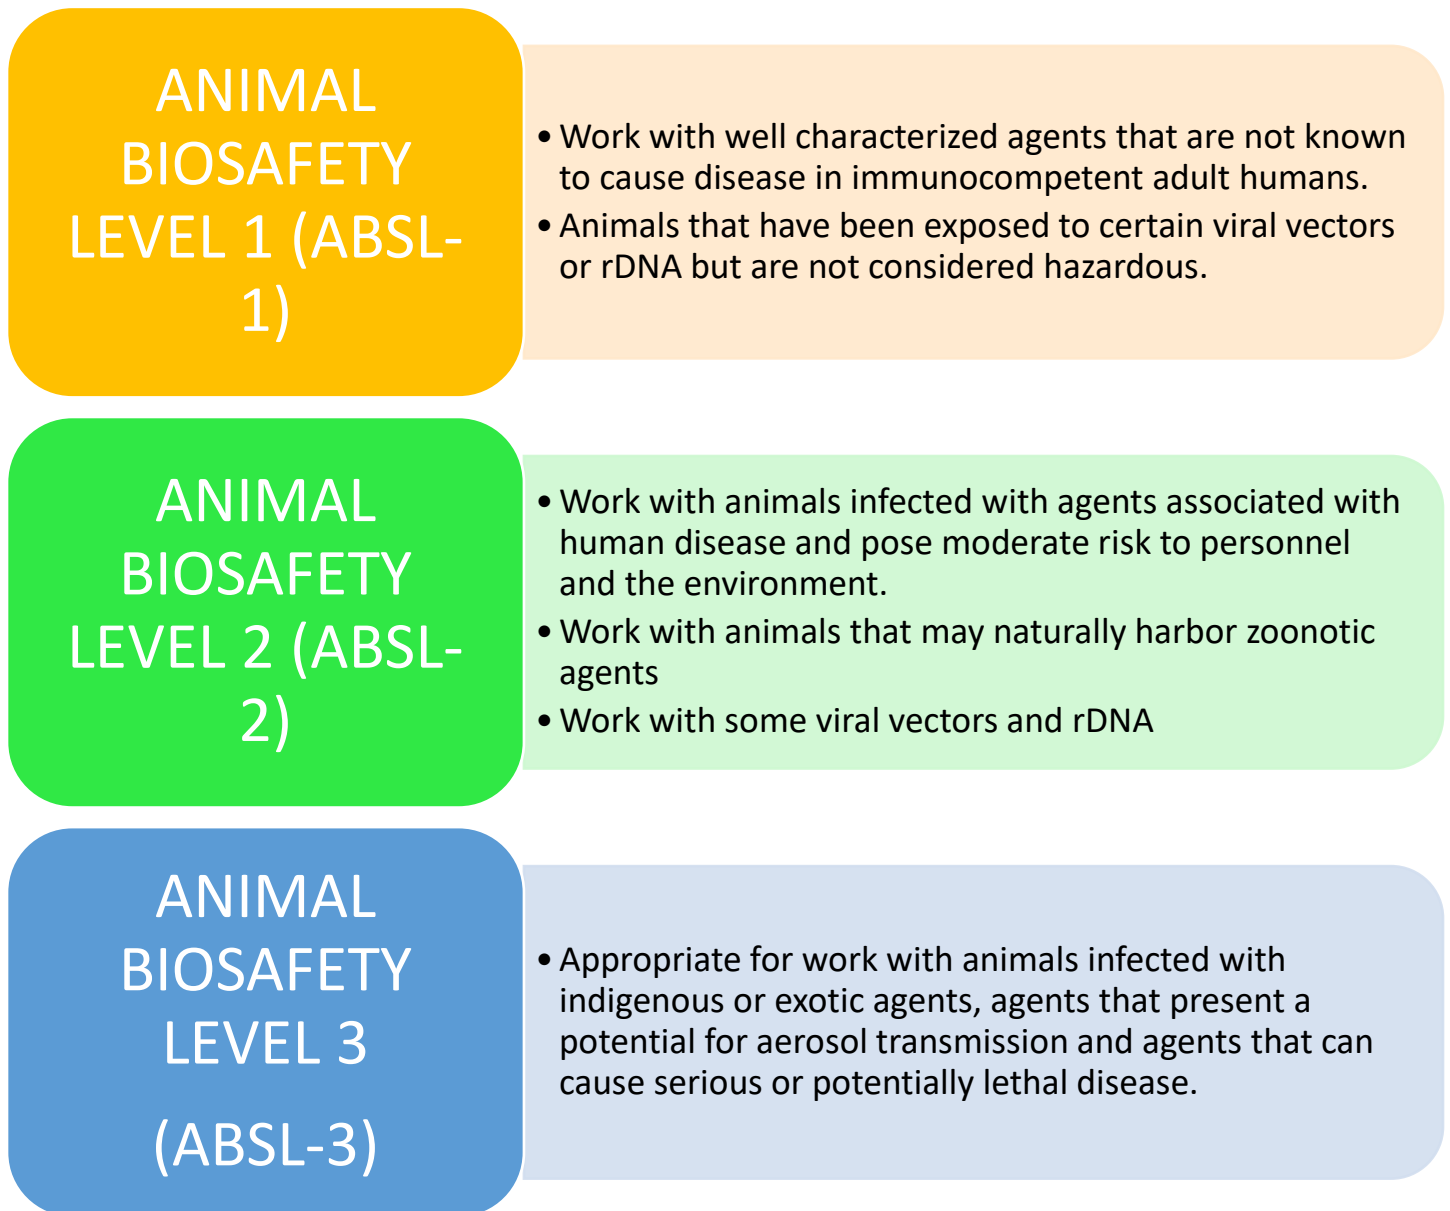 ANIMAL
BIOSAFETY
LEVEL 1 (ABSL-
1)
• Work with well characterized agents that are not known
to cause disease in immunocompetent adult humans.
• Animals that have been exposed to certain viral vectors
or rDNA but are not considered hazardous.
ANIMAL
BIOSAFETY
LEVEL 2 (ABSL-
2)
• Work with animals infected with agents associated with
human disease and pose moderate risk to personnel
and the environment.
• Work with animals that may naturally harbor zoonotic
agents
• Work with some viral vectors and rDNA
ANIMAL
BIOSAFETY
LEVEL 3
(ABSL-3)
• Appropriate for work with animals infected with
indigenous or exotic agents, agents that present a
potential for aerosol transmission and agents that can
cause serious or potentially lethal disease.